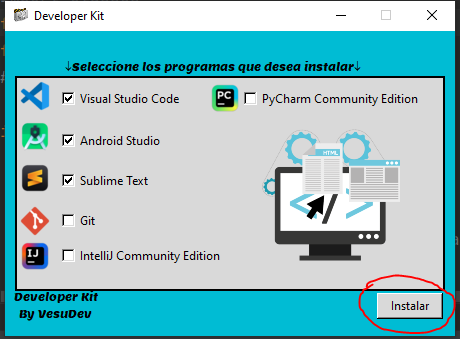 Developer Kit
↓Seleccione los programas que desea instalar↓
Visual Studio Code
PC
PyCharm Community Edition
Android Studio
Sublime Text
HTML
</>
Git
IJ
IntelliJ Community Edition
Developer Kit
By VesuDev
Instalar